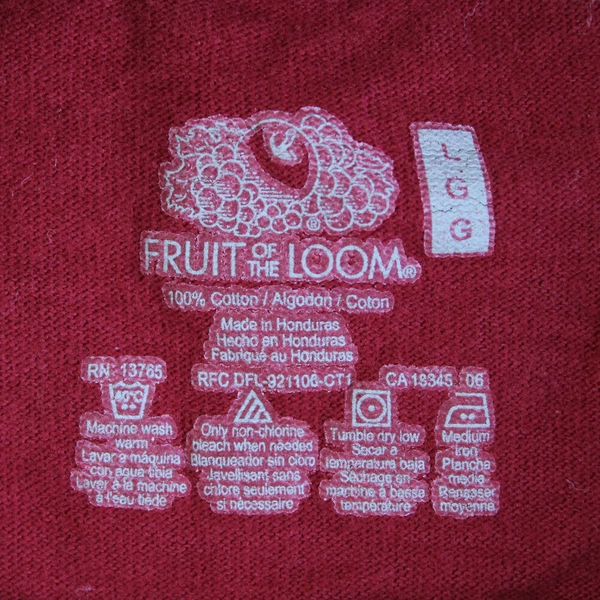 L
G
G
®
FRUIT OF THE LOOM®
100% Cotton / Algodón / Coton
Made in Honduras
Hecho en Honduras
Fabriqué au Honduras
RN: 13765
RFC DFL-921106-CT1
CA 18345 06
40°C
Machine wash
warm
Lavar a máquina
con agua tibia
Laver à la machine
à l'eau tiède
Only non-chlorine
bleach when needed
Blanqueador sin cloro
Javellisant sans
chlore seulement
si nécessaire
Tumble dry low
Secar a
temperatura baja
Séchage en
machine à basse
température
Medium
iron
Plancha
media
Repasser
moyenne